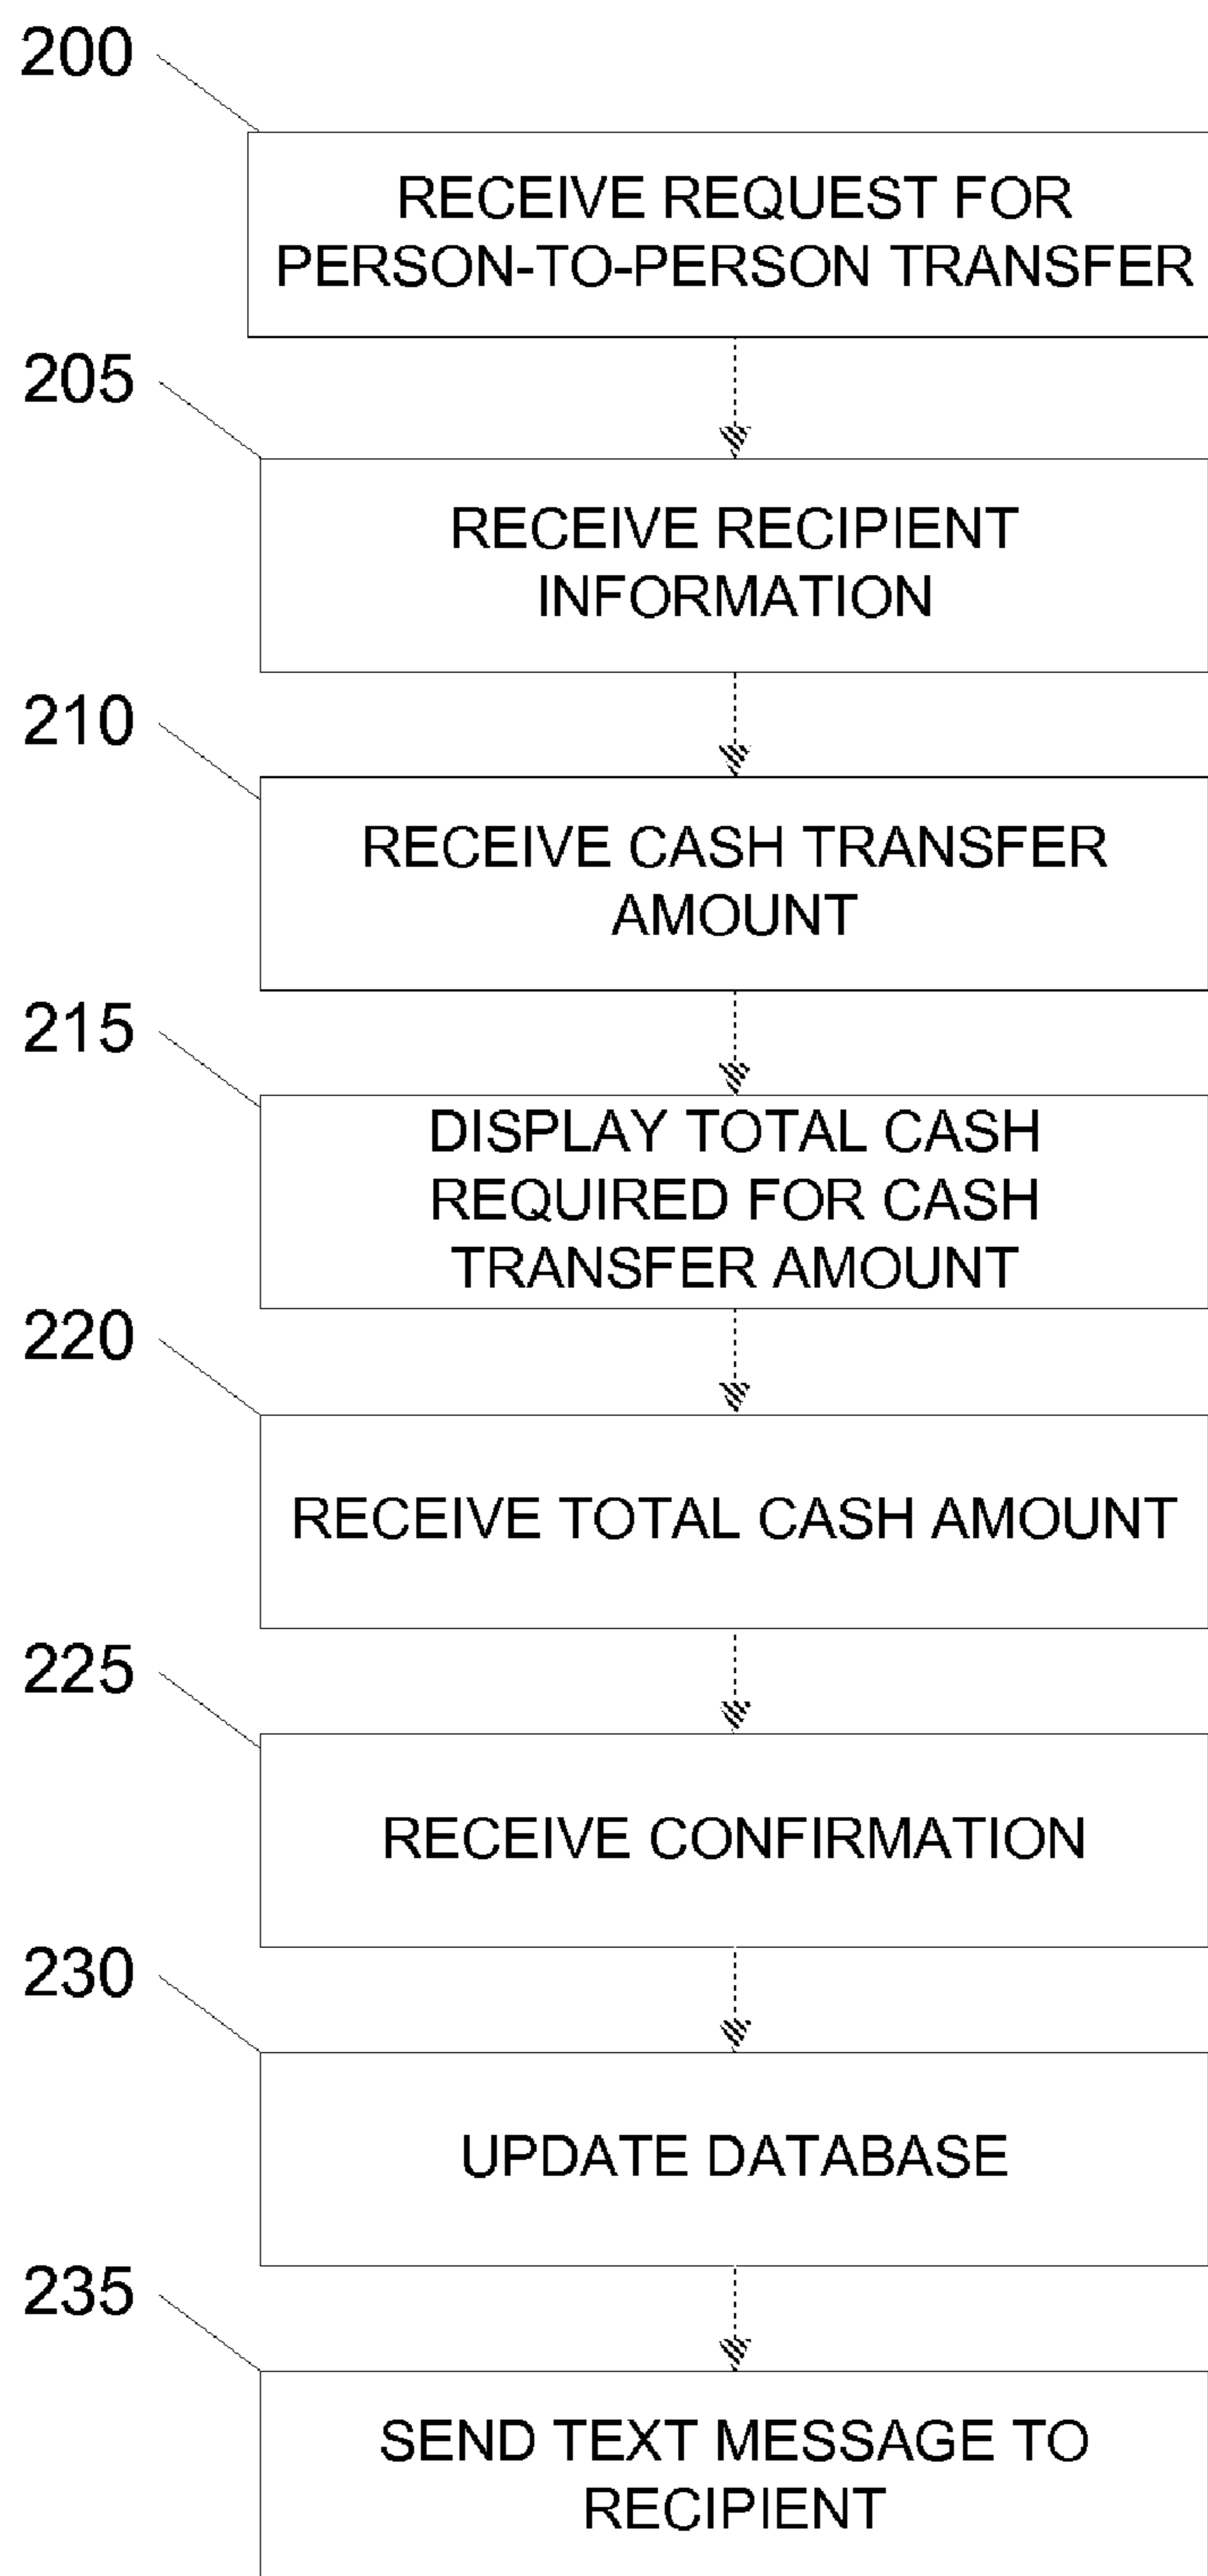 200
RECEIVE REQUEST FOR
PERSON-TO-PERSON TRANSFER
205
RECEIVE RECIPIENT
INFORMATION
210
RECEIVE CASH TRANSFER
AMOUNT
215
DISPLAY TOTAL CASH
REQUIRED FOR CASH
TRANSFER AMOUNT
220
RECEIVE TOTAL CASH AMOUNT
225
RECEIVE CONFIRMATION
230
UPDATE DATABASE
235
SEND TEXT MESSAGE TO
RECIPIENT